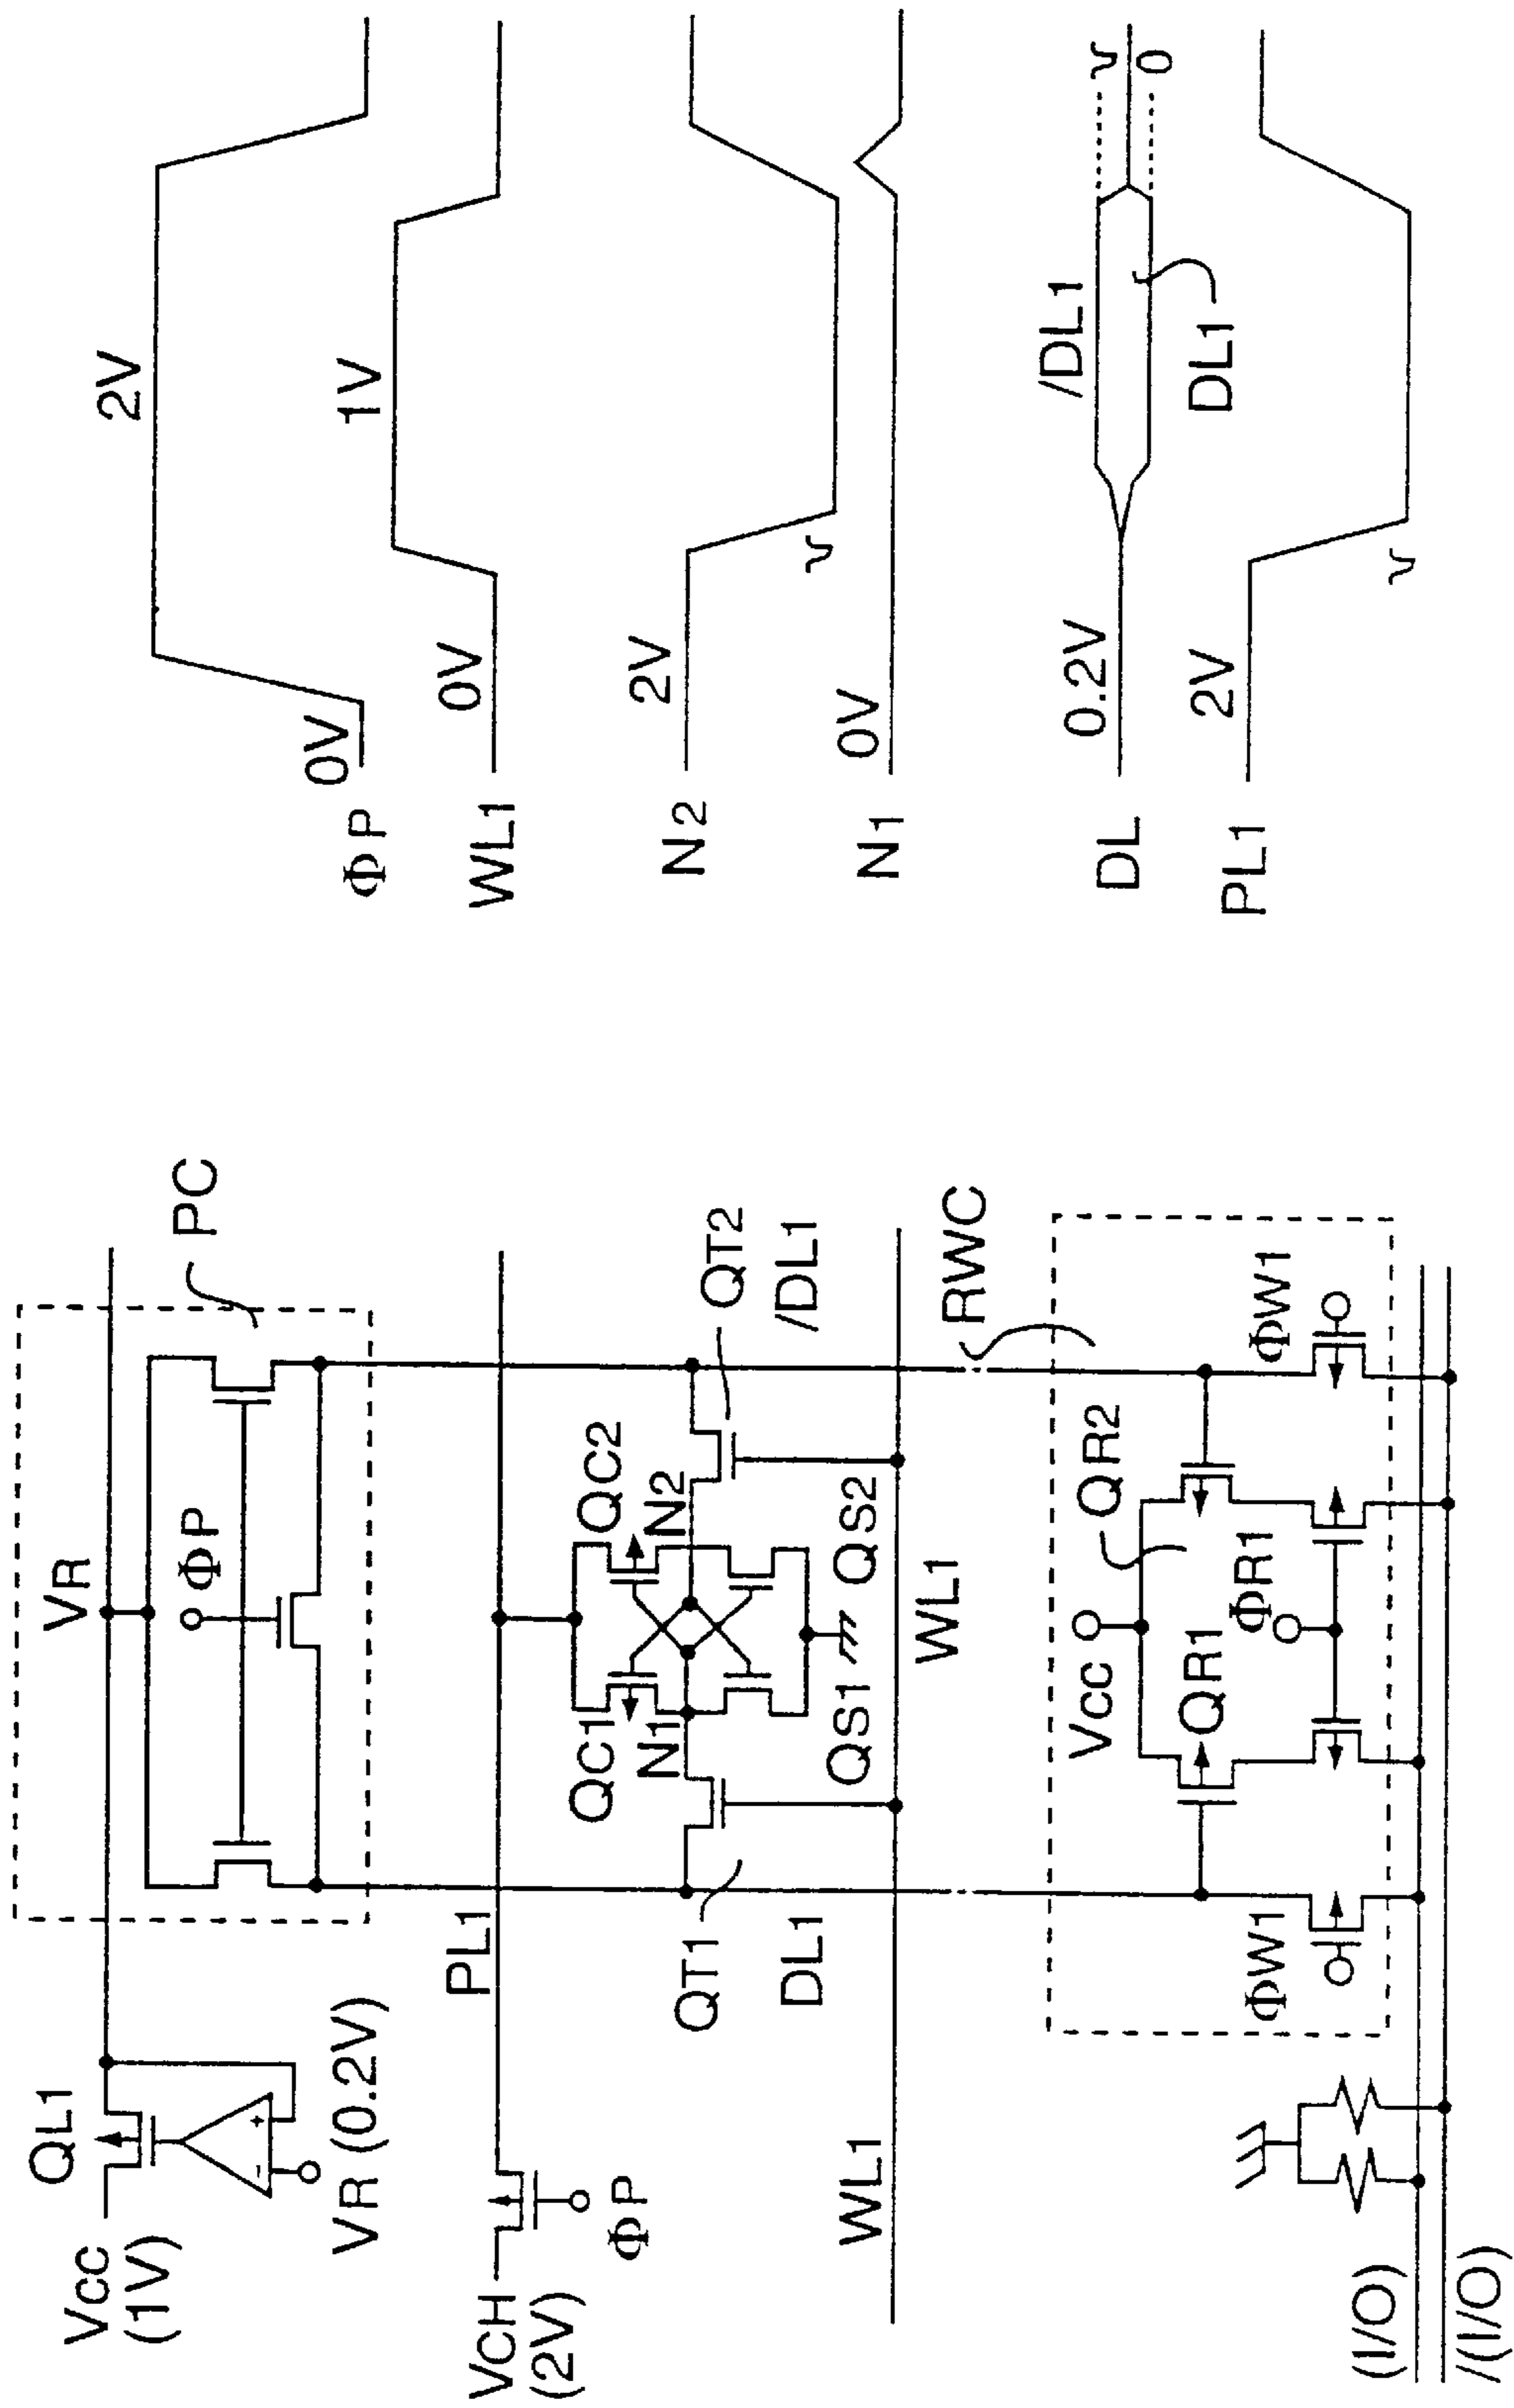 VCC
(1V)
QL1
VR (0.2V)
VR
PC
ΦP
VCH
(2V)
ΦP
PL1
QC1
QC2
N1
N2
QT1
QT2
DL1
/DL1
QS1
QS2
WL1
WL1
RWC
VCC
QR1
QR2
ΦR1
ΦW1
ΦW1
(I/O)
/(I/O)
ΦP
0V
2V
WL1
0V
1V
N2
2V
N1
0V
DL
0.2V
/DL1
DL1
0
PL1
2V